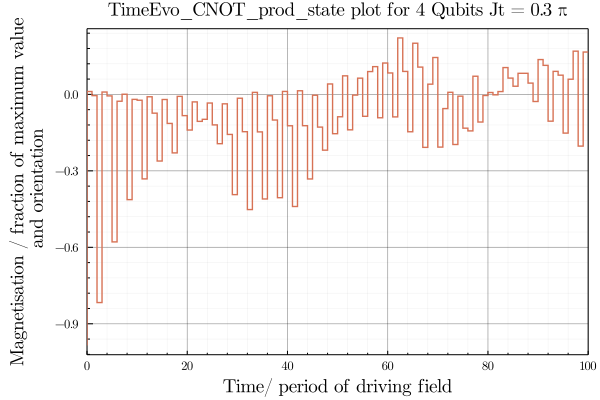 TimeEvo_CNOT_prod_state plot for 4 Qubits Jt = 0.3 π
Magnetisation / fraction of maximum value
and orientation
0.0
−0.3
−0.6
−0.9
0 20 40 60 80 100
Time/ period of driving field